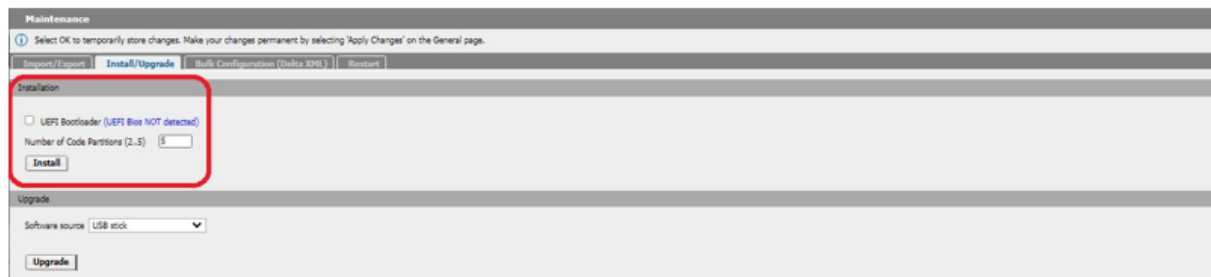 Maintenance
Select OK to temporarily store changes. Make your changes permanent by selecting 'Apply Changes' on the General page.
Import/Export Install/Upgrade Bulk Configuration (Delta XML) Restart
Installation
UEFI Bootloader (UEFI Bios NOT detected)
Number of Code Partitions (2..5) 5
Install
Upgrade
Software source USB stick
Upgrade